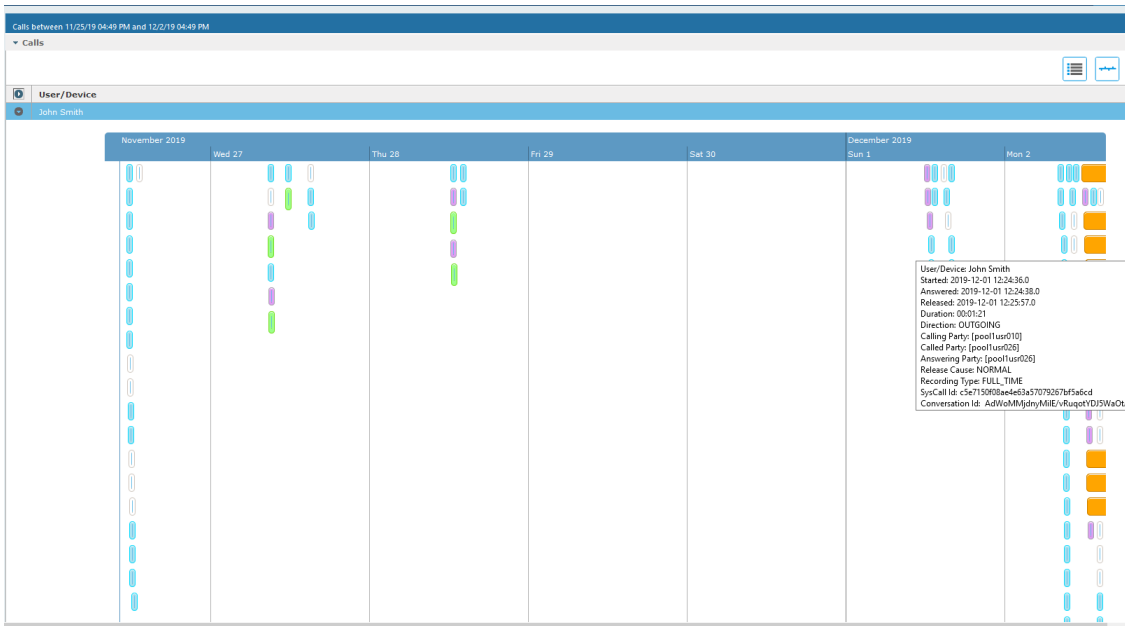 Calls between 11/25/19 04:49 PM and 12/2/19 04:49 PM
Calls
User/Device
John Smith
November 2019
December 2019
Wed 27
Thu 28
Fri 29
Sat 30
Sun 1
Mon 2
User/Device: John Smith
Started: 2019-12-01 12:24:36.0
Answered: 2019-12-01 12:24:38.0
Released: 2019-12-01 12:25:57.0
Duration: 00:01:21
Direction: OUTGOING
Calling Party: [pool1usr010]
Called Party: [pool1usr026]
Answering Party: [pool1usr026]
Release Cause: NORMAL
Recording Type: FULL_TIME
SysCall Id: c5e7150f08ae4e63a57079267bf5a6cd
Conversation Id: